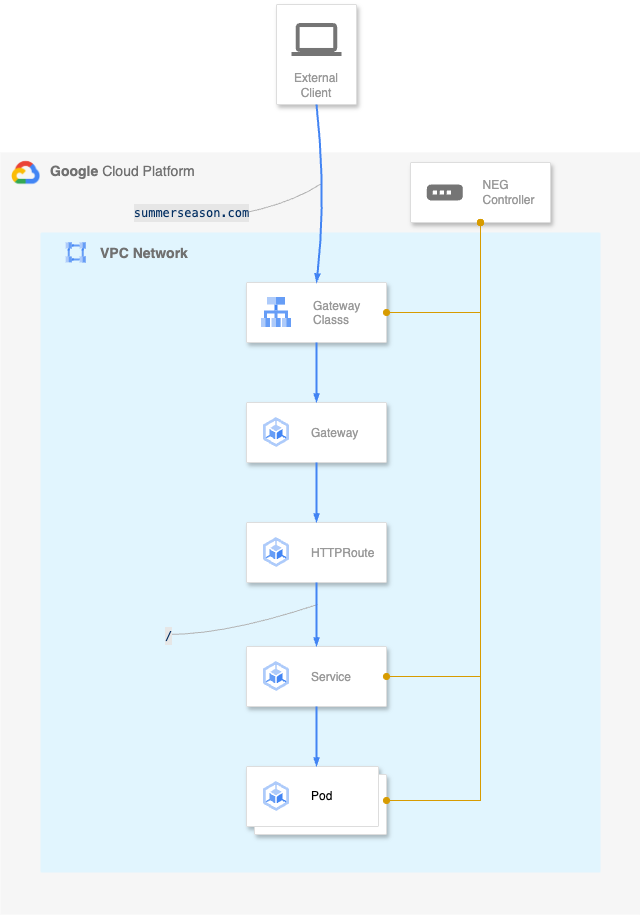 External
Client
Google Cloud Platform
NEG
Controller
summerseason.com
VPC Network
Gateway
Classs
Gateway
HTTPRoute
/
Service
Pod